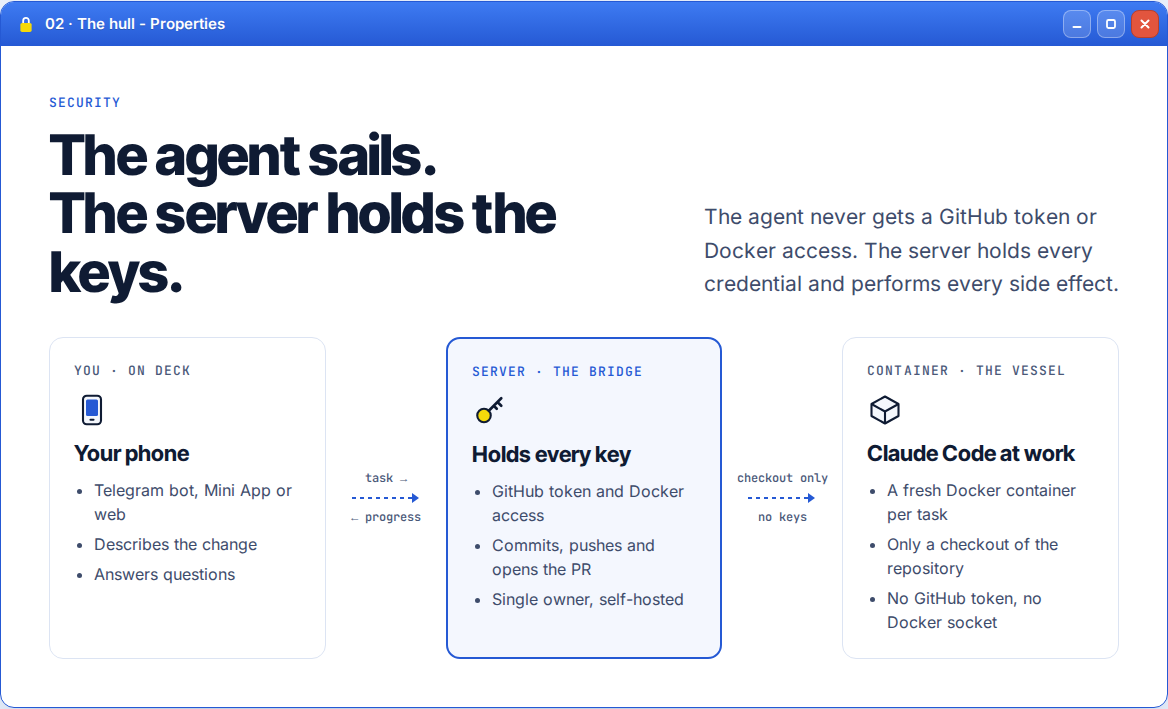 02 · The hull - Properties
SECURITY
The agent sails.
The server holds the
keys.
The agent never gets a GitHub token or
Docker access. The server holds every
credential and performs every side effect.
YOU · ON DECK
Your phone
• Telegram bot, Mini App or
web
• Describes the change
• Answers questions
task →
← progress
SERVER · THE BRIDGE
Holds every key
• GitHub token and Docker
access
• Commits, pushes and
opens the PR
• Single owner, self-hosted
checkout only
no keys
CONTAINER · THE VESSEL
Claude Code at work
• A fresh Docker container
per task
• Only a checkout of the
repository
• No GitHub token, no
Docker socket